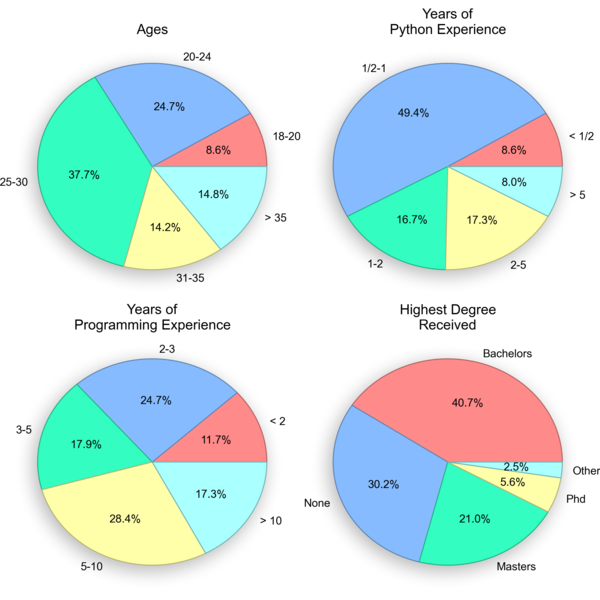 Ages
20-24
24.7%
18-20
8.6%
25-30
37.7%
14.8%
> 35
14.2%
31-35
Years of
Python Experience
1/2-1
49.4%
< 1/2
8.6%
8.0%
> 5
16.7%
17.3%
1-2
2-5
Years of
Programming Experience
2-3
24.7%
< 2
11.7%
3-5
17.9%
17.3%
> 10
28.4%
5-10
Highest Degree
Received
Bachelors
40.7%
2.5%
Other
5.6%
Phd
30.2%
None
21.0%
Masters